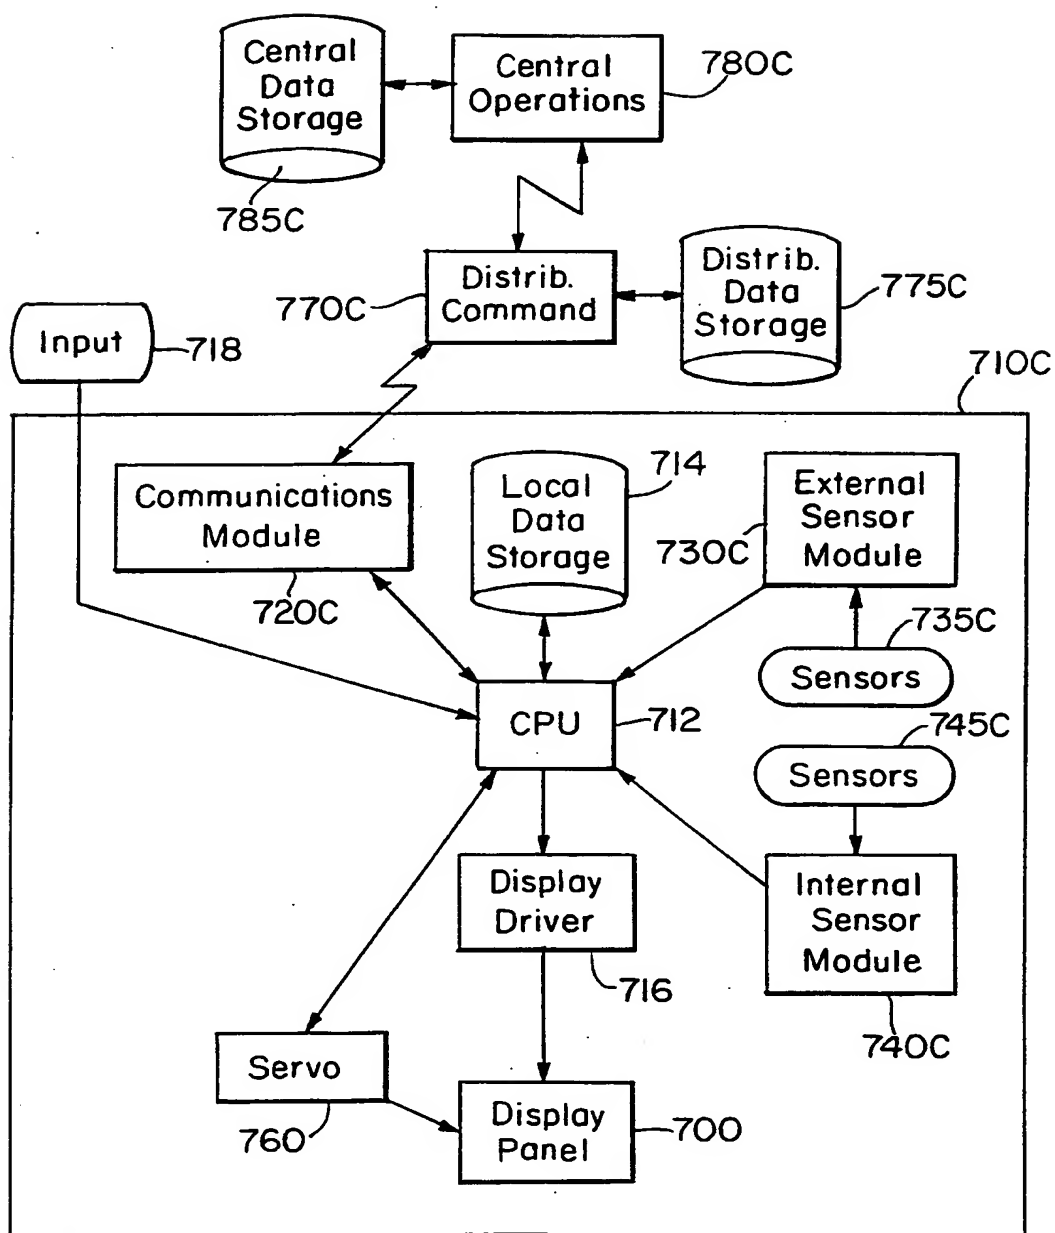 Central
Data
Storage
785C
Central
Operations
780C
Distrib.
Command
770C
Distrib.
Data
Storage
775C
Input
718
710C
Communications
Module
720C
Local
Data
Storage
714
External
Sensor
Module
730C
735C
Sensors
CPU
712
745C
Sensors
Display
Driver
716
Internal
Sensor
Module
740C
Servo
760
Display
Panel
700